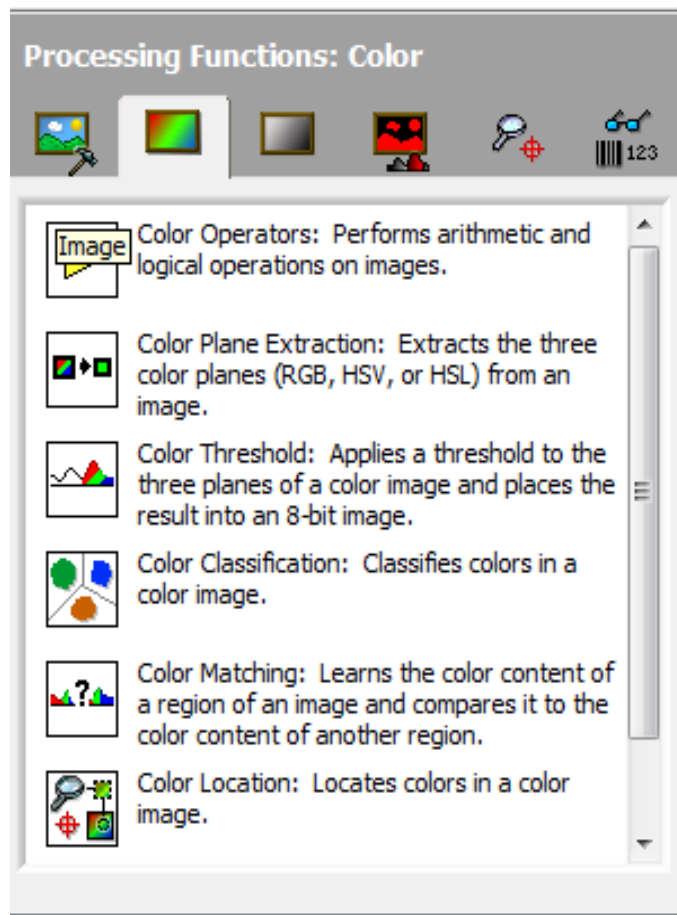 Processing Functions: Color
123
Image
Color Operators: Performs arithmetic and
logical operations on images.
Color Plane Extraction: Extracts the three
color planes (RGB, HSV, or HSL) from an
image.
Color Threshold: Applies a threshold to the
three planes of a color image and places the
result into an 8-bit image.
Color Classification: Classifies colors in a
color image.
?
Color Matching: Learns the color content of
a region of an image and compares it to the
color content of another region.
Color Location: Locates colors in a color
image.